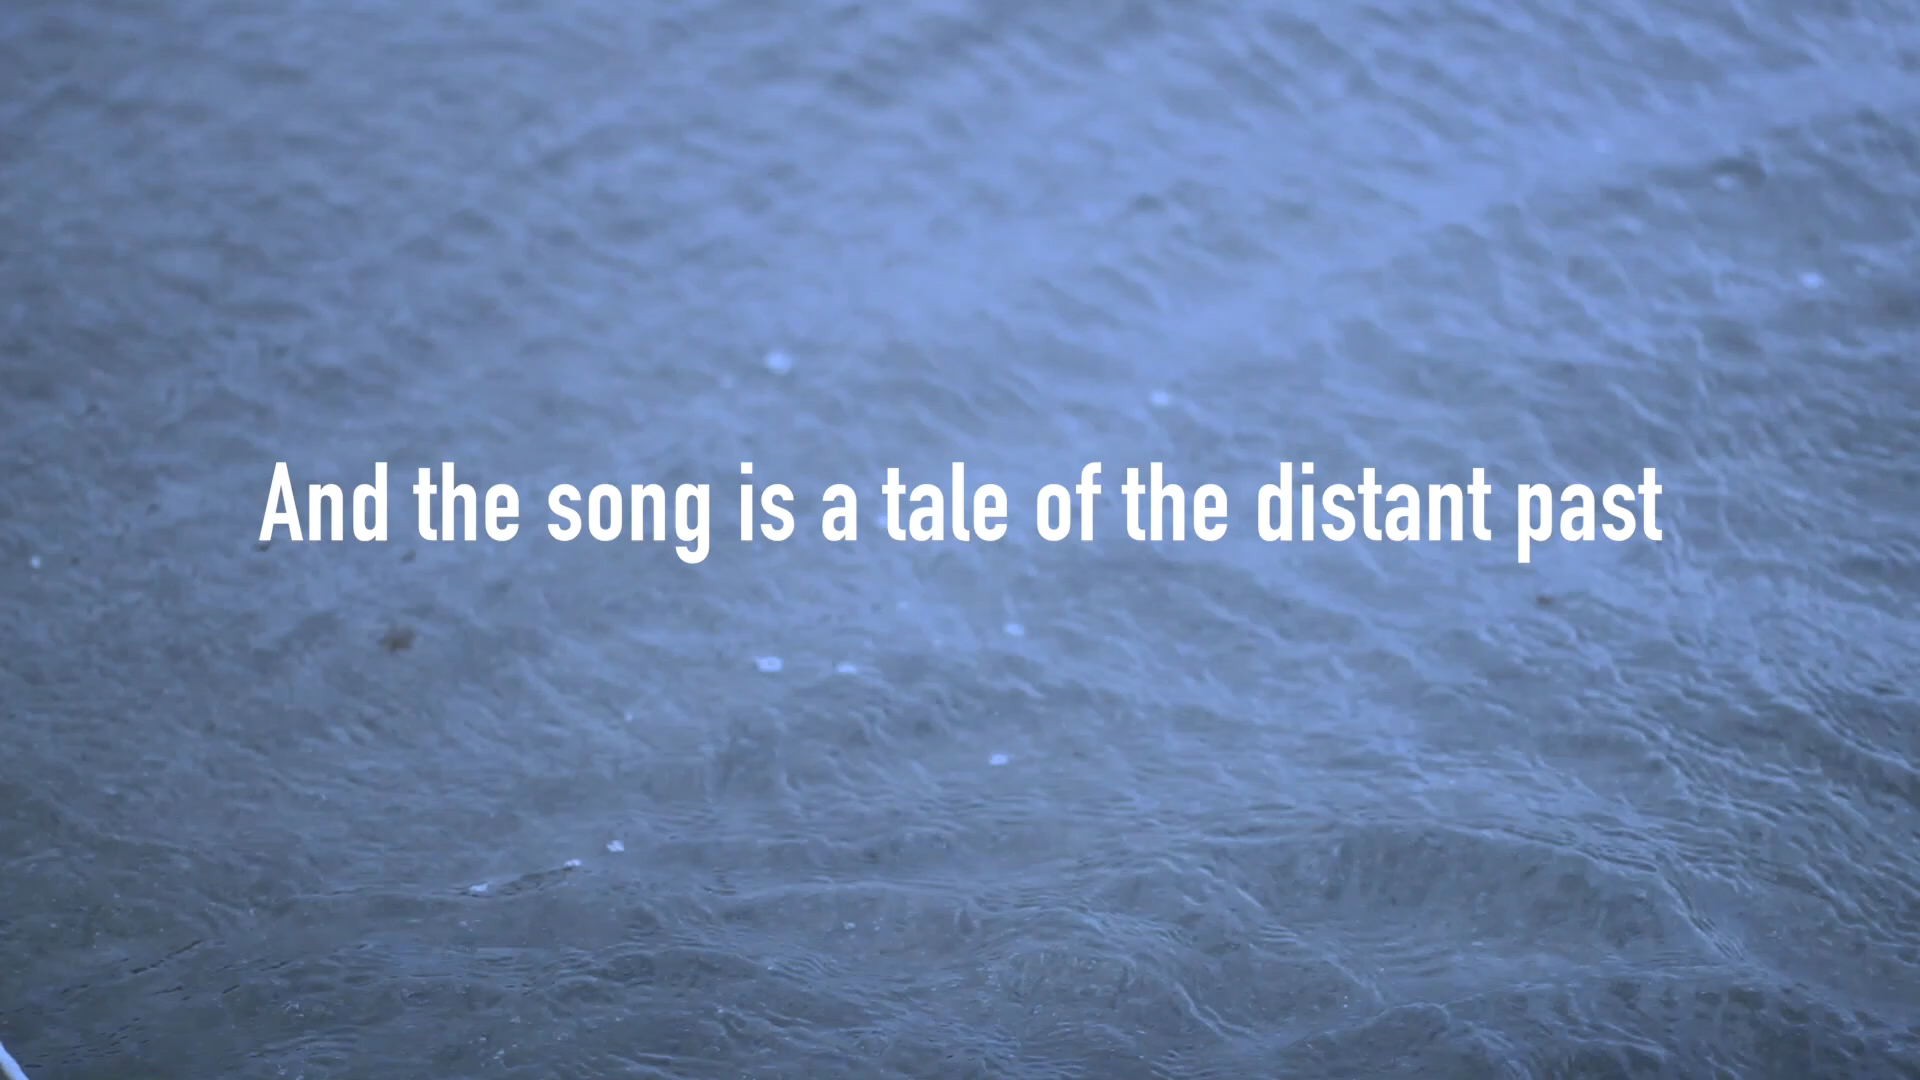 And the song is a tale of the distant past